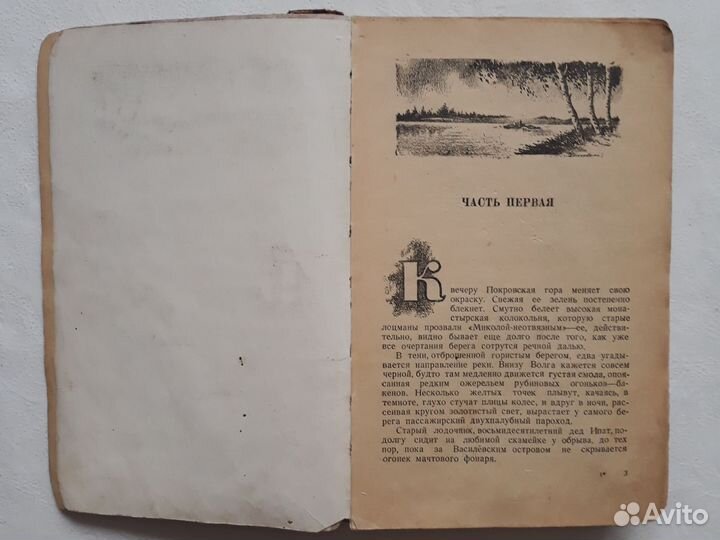 ЧАСТЬ ПЕРВАЯ
К вечеру Покровская гора меняет свою
окраску. Свежая ее зелень постепенно
блекнет. Смутно белеет высокая мона-
стырская колокольня, которую старые
лоцманы прозвали «Миколой-неотвязным»—ее, действи-
тельно, видно бывает еще долго после того, как уже
все очертания берега сотрутся речной далью.
В тени, отброшенной гористым берегом, едва угады-
вается направление реки. Внизу Волга кажется совсем
черной, будто там медленно движется густая смола, опоя-
санная редким ожерельем рубиновых огоньков—ба-
кенов. Несколько желтых точек плывут, качаясь, в
темноте, глухо стучат плицы колес, и вдруг в ночи, рас-
сеивая кругом золотистый свет, вырастает у самого бе-
рега пассажирский двухпалубный пароход.
Старый лодочник, восьмидесятилетний дед Ипат, по-
долгу сидит на любимой скамейке у обрыва, до тех
пор, пока за Василёвским островом не скрывается
огонек мачтового фонаря.
3
Avito